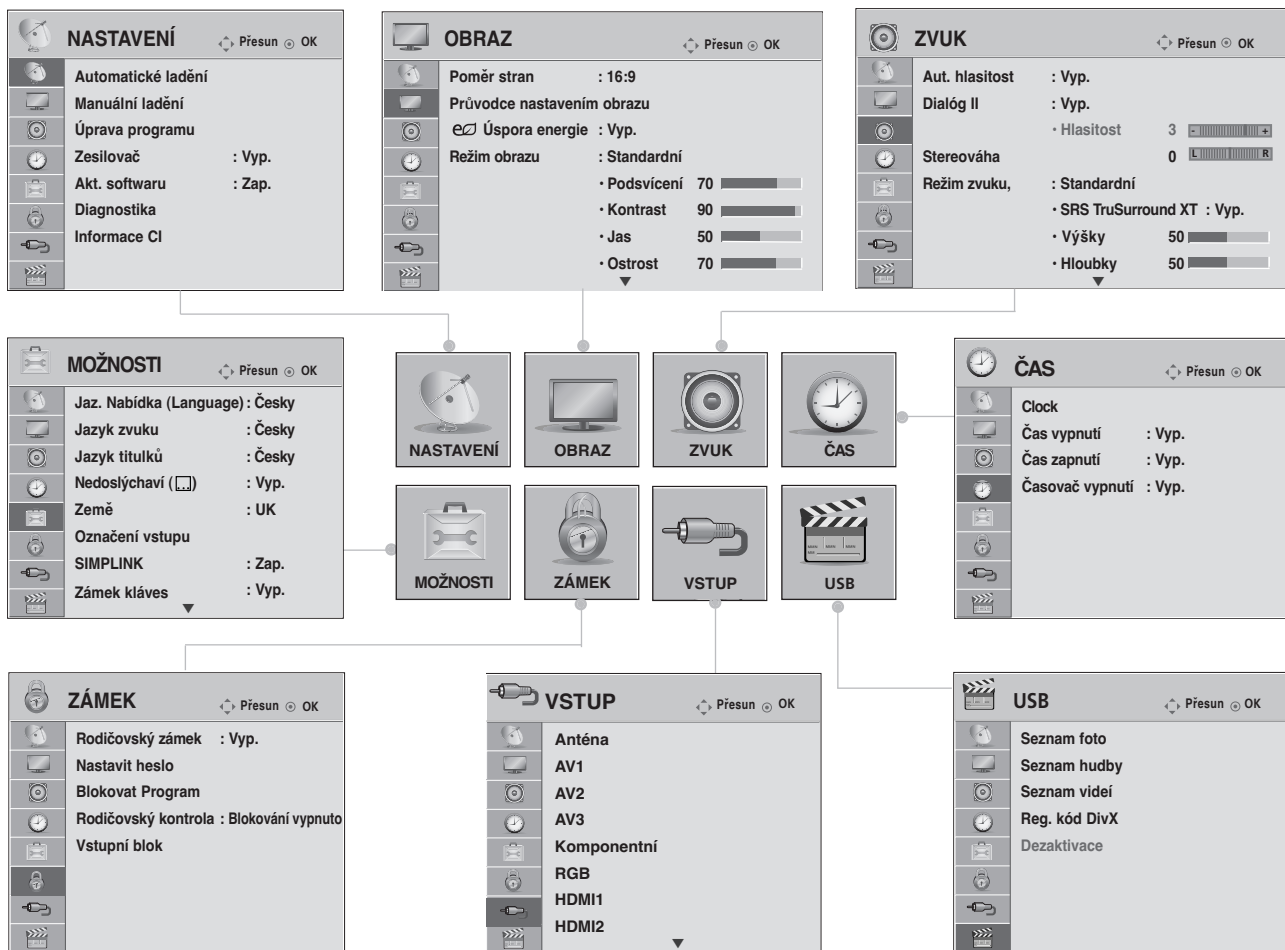 NASTAVENÍ Přesun OK
Automatické ladění
Manuální ladění
Úprava programu
Zesilovač : Vyp.
Akt. softwaru : Zap.
Diagnostika
Informace CI
OBRAZ Přesun OK
Poměr stran : 16:9
Průvodce nastavením obrazu
Úspora energie : Vyp.
Režim obrazu : Standardní
• Podsvícení 70
• Kontrast 90
• Jas 50
• Ostrost 70
ZVUK Přesun OK
Aut. hlasitost : Vyp.
Dialóg II : Vyp.
• Hlasitost 3 - +
Stereováha 0 L R
Režim zvuku, : Standardní
• SRS TruSurround XT : Vyp.
• Výšky 50
• Hloubky 50
MOŽNOSTI Přesun OK
Jaz. Nabídka (Language) : Česky
Jazyk zvuku : Česky
Jazyk titulků : Česky
Nedoslýchaví ( ) : Vyp.
Země : UK
Označení vstupu
SIMPLINK : Zap.
Zámek kláves : Vyp.
NASTAVENÍ
OBRAZ
ZVUK
ČAS
MOŽNOSTI
ZÁMEK
VSTUP
USB
ČAS Přesun OK
Clock
Čas vypnutí : Vyp.
Čas zapnutí : Vyp.
Časovač vypnutí : Vyp.
ZÁMEK Přesun OK
Rodičovský zámek : Vyp.
Nastavit heslo
Blokovat Program
Rodičovský kontrola : Blokování vypnuto
Vstupní blok
VSTUP Přesun OK
Anténa
AV1
AV2
AV3
Komponentní
RGB
HDMI1
HDMI2
USB Přesun OK
Seznam foto
Seznam hudby
Seznam videí
Reg. kód DivX
Dezaktivace